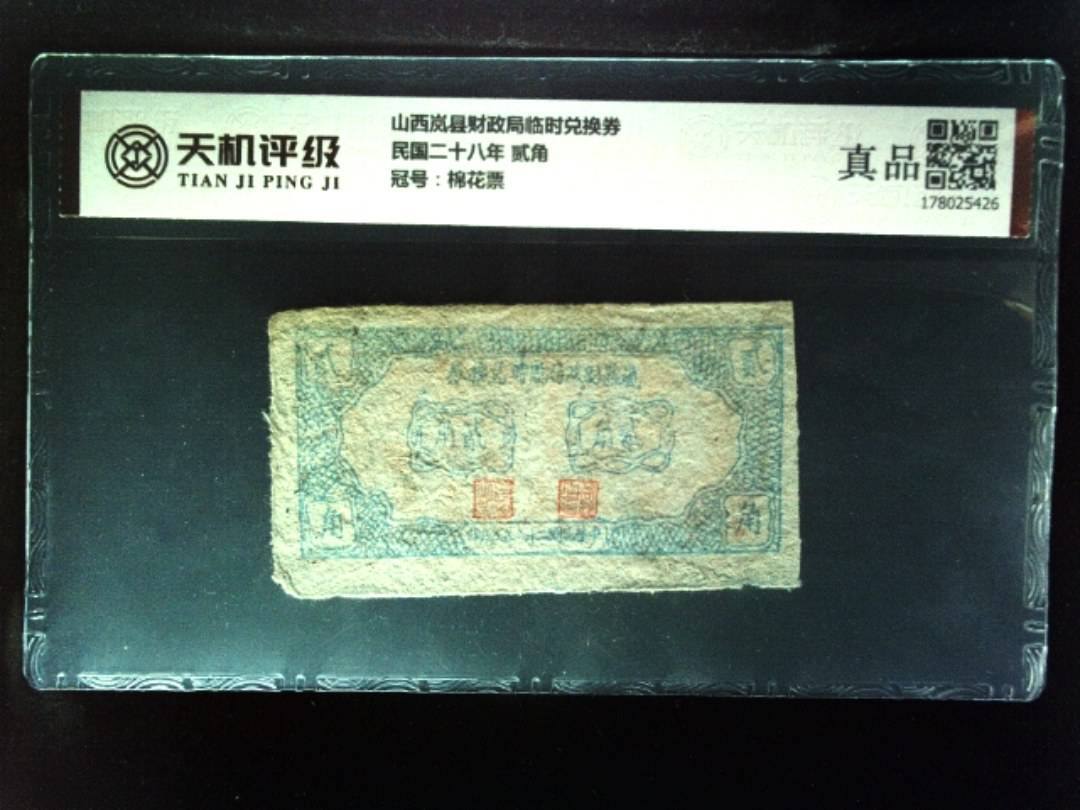 天机评级
TIAN JI PING JI
山西岚县财政局临时兑换券
民国二十八年 贰角
冠号：棉花票
真品
178025426
贰
贰
角
角